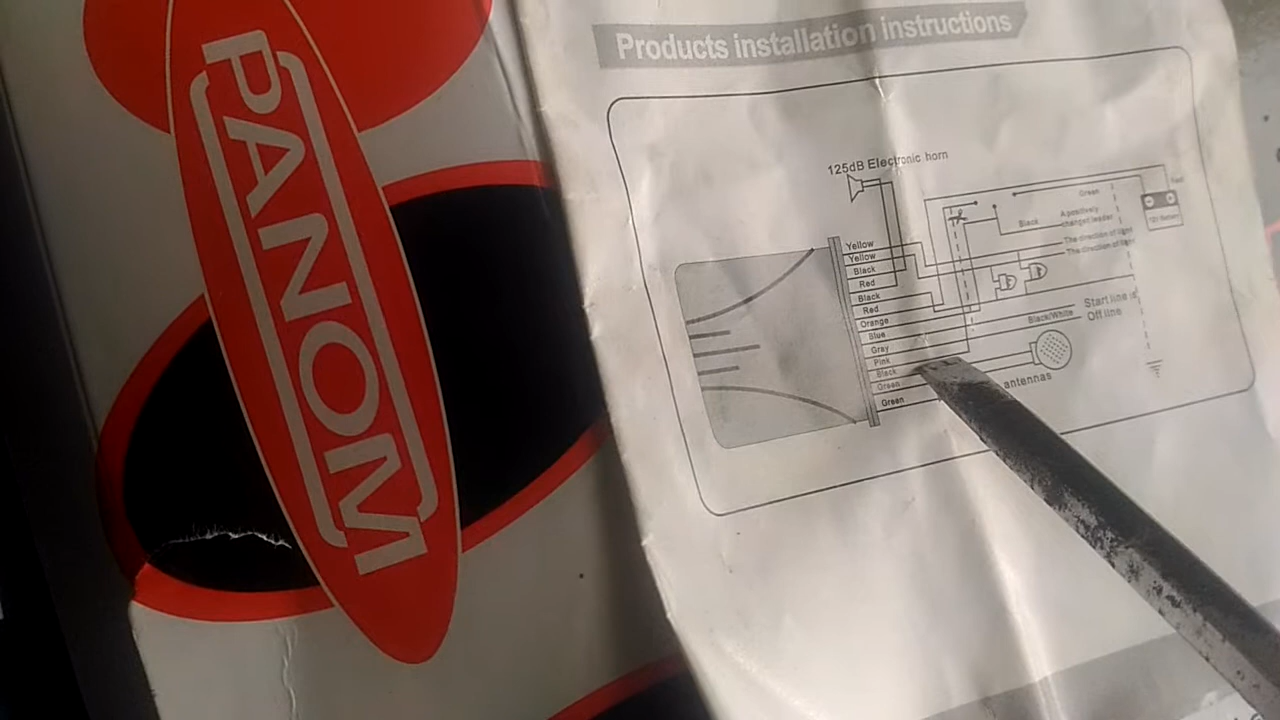 PANOM
Products installation instructions
125dB Electronic horn
Red
Green
12V Battery
Black
A positively
changet leader
The direction of light
The direction of light
Yellow
Yellow
Black
Red
Black
Red
Orange
Blue
Gray
Pink
Black
Green
Green
Start line is
Off line
Black/White
antennas